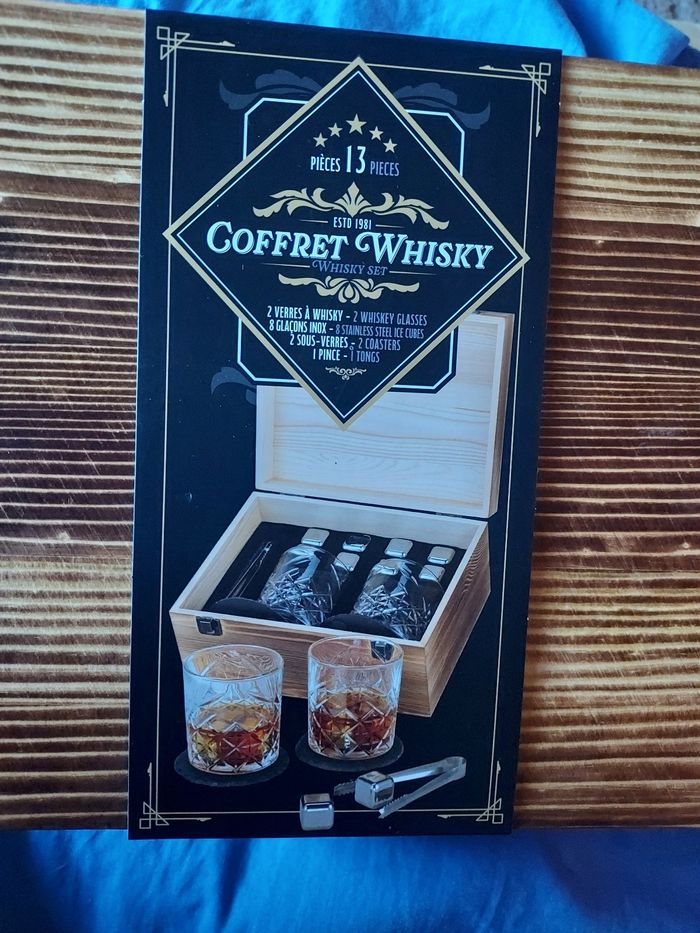 PIÈCES 13 PIECES
ESTD 1981
COFFRET WHISKY
WHISKY SET
2 VERRES À WHISKY - 2 WHISKEY GLASSES
8 GLAÇONS INOX - 8 STAINLESS STEEL ICE CUBES
2 SOUS-VERRES - 2 COASTERS
1 PINCE - 1 TONGS